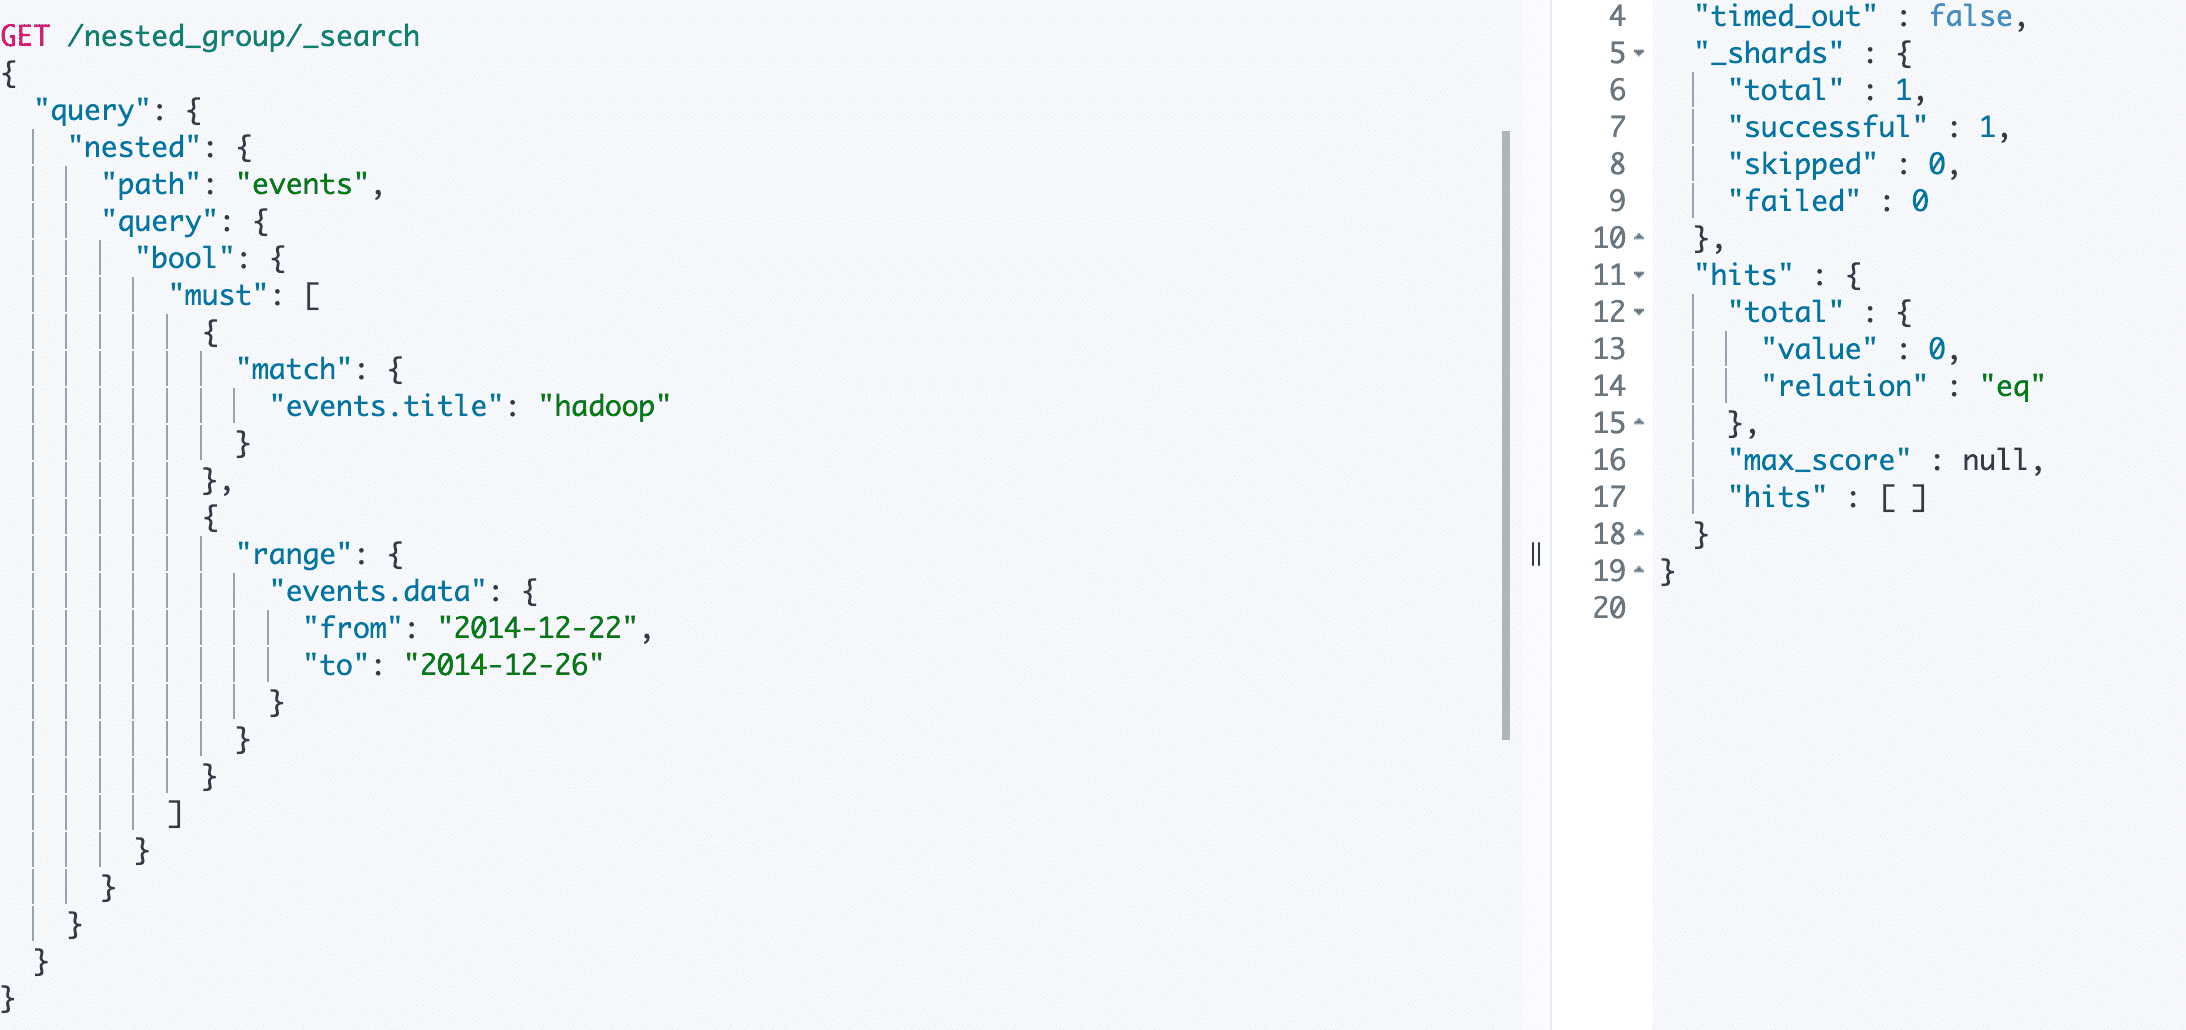 GET /nested_group/_search
{
  "query": {
    "nested": {
      "path": "events",
      "query": {
        "bool": {
          "must": [
            {
              "match": {
                "events.title": "hadoop"
              }
            },
            {
              "range": {
                "events.data": {
                  "from": "2014-12-22",
                  "to": "2014-12-26"
                }
              }
            }
          ]
        }
      }
    }
  }
}
4 "timed_out" : false,
5 "_shards" : {
6 "total" : 1,
7 "successful" : 1,
8 "skipped" : 0,
9 "failed" : 0
10 },
11 "hits" : {
12 "total" : {
13 "value" : 0,
14 "relation" : "eq"
15 },
16 "max_score" : null,
17 "hits" : [ ]
18 }
19 }
20